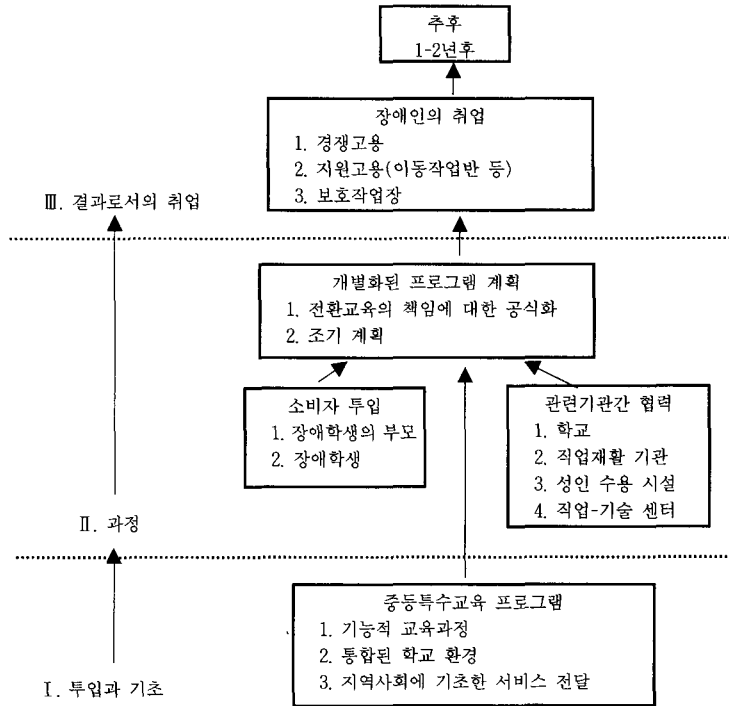 추후
1-2년후
장애인의 취업
1. 경쟁고용
2. 지원고용(이동작업반 등)
3. 보호작업장
Ⅲ. 결과로서의 취업
개별화된 프로그램 계획
1. 전환교육의 책임에 대한 공식화
2. 조기 계획
소비자 투입
1. 장애학생의 부모
2. 장애학생
관련기관간 협력
1. 학교
2. 직업재활 기관
3. 성인 수용 시설
4. 직업-기술 센터
Ⅱ. 과정
중등특수교육 프로그램
1. 기능적 교육과정
2. 통합된 학교 환경
3. 지역사회에 기초한 서비스 전달
Ⅰ. 투입과 기초